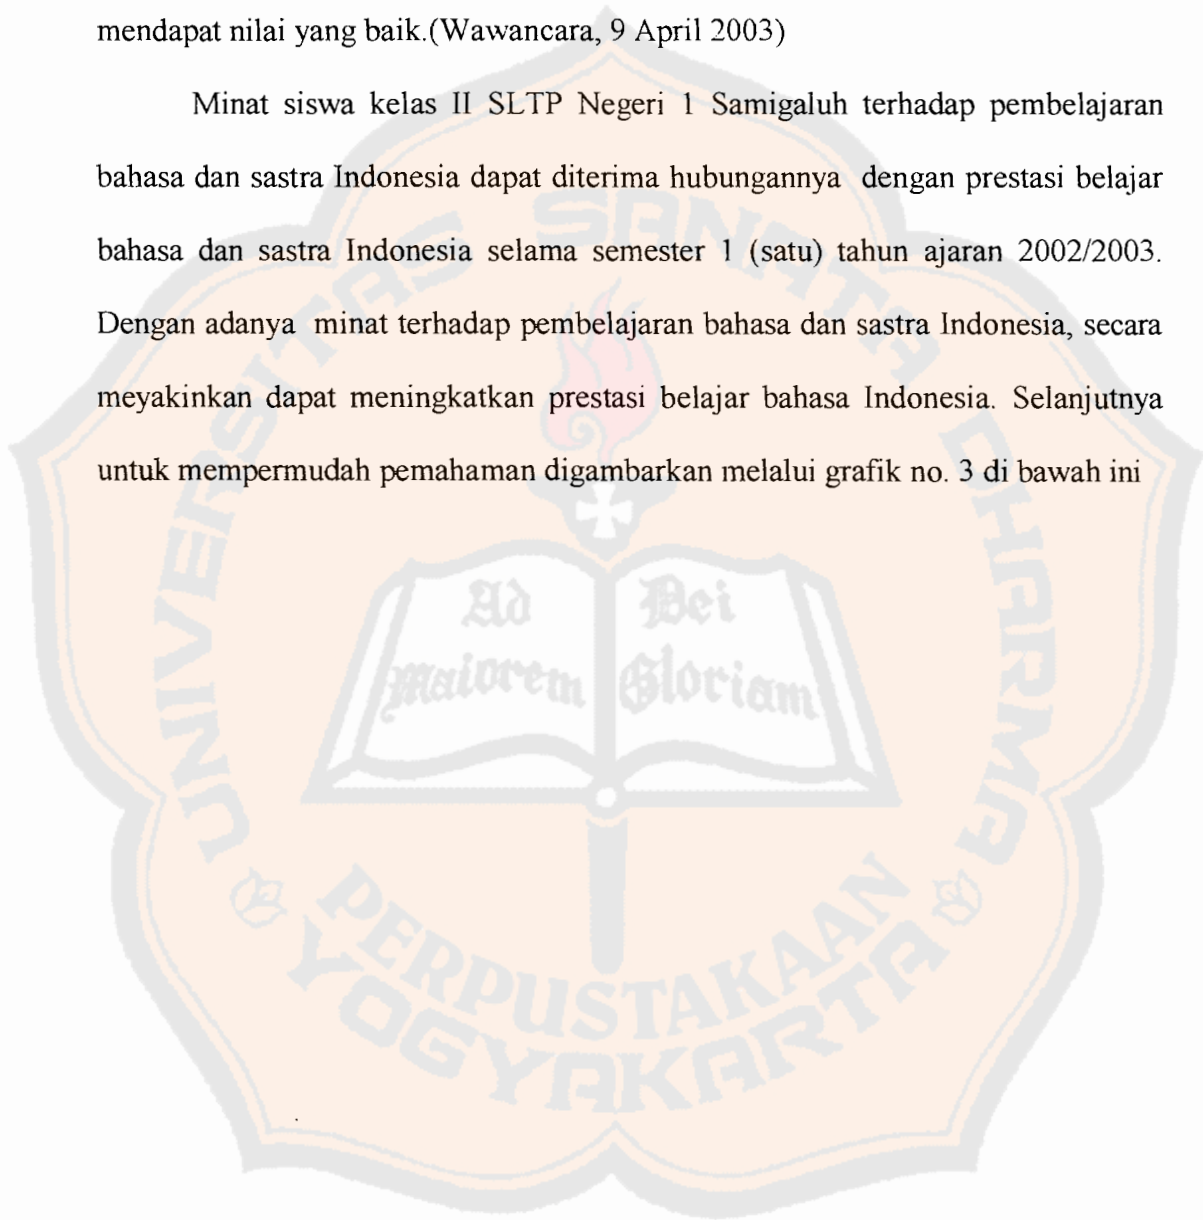 mendapat nilai yang baik.(Wawancara, 9 April 2003)
Minat siswa kelas II SLTP Negeri 1 Samigaluh terhadap pembelajaran
bahasa dan sastra Indonesia dapat diterima hubungannya dengan prestasi belajar
bahasa dan sastra Indonesia selama semester 1 (satu) tahun ajaran 2002/2003.
Dengan adanya minat terhadap pembelajaran bahasa dan sastra Indonesia, secara
meyakinkan dapat meningkatkan prestasi belajar bahasa Indonesia. Selanjutnya
untuk mempermudah pemahaman digambarkan melalui grafik no. 3 di bawah ini
UNIVERSITAS SANATA DHARMA
Ad Dei
Maiorem Gloriam
PERPUSTAKAAN
YOGYAKARTA